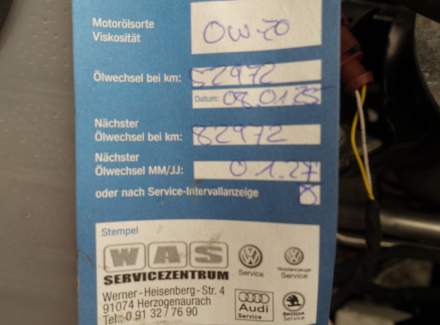 Motorölsorte
Viskosität 0W-20
Ölwechsel bei km: 52972
Datum: 08.01.25
Nächster
Ölwechsel bei km: 82972
Nächster
Ölwechsel MM/JJ: 01.27
oder nach Service-Intervallanzeige
Stempel
WAS
SERVICEZENTRUM
Werner - Heisenberg - Str. 4
91074 Herzogenaurach
Tel.: 0 91 32 / 76 90
Service
Service
Audi
Service
Service